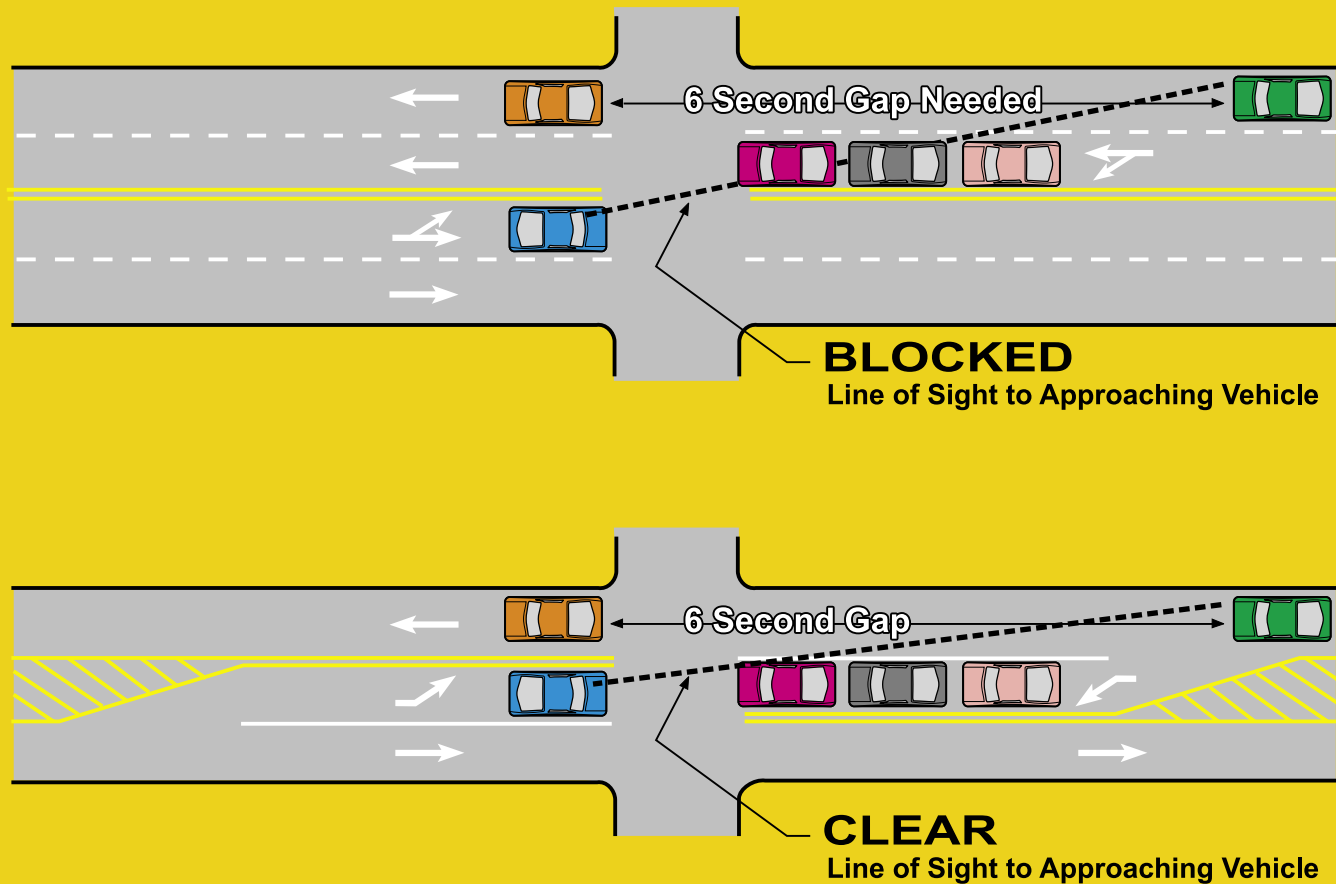 6 Second Gap Needed
BLOCKED
Line of Sight to Approaching Vehicle
6 Second Gap
CLEAR
Line of Sight to Approaching Vehicle